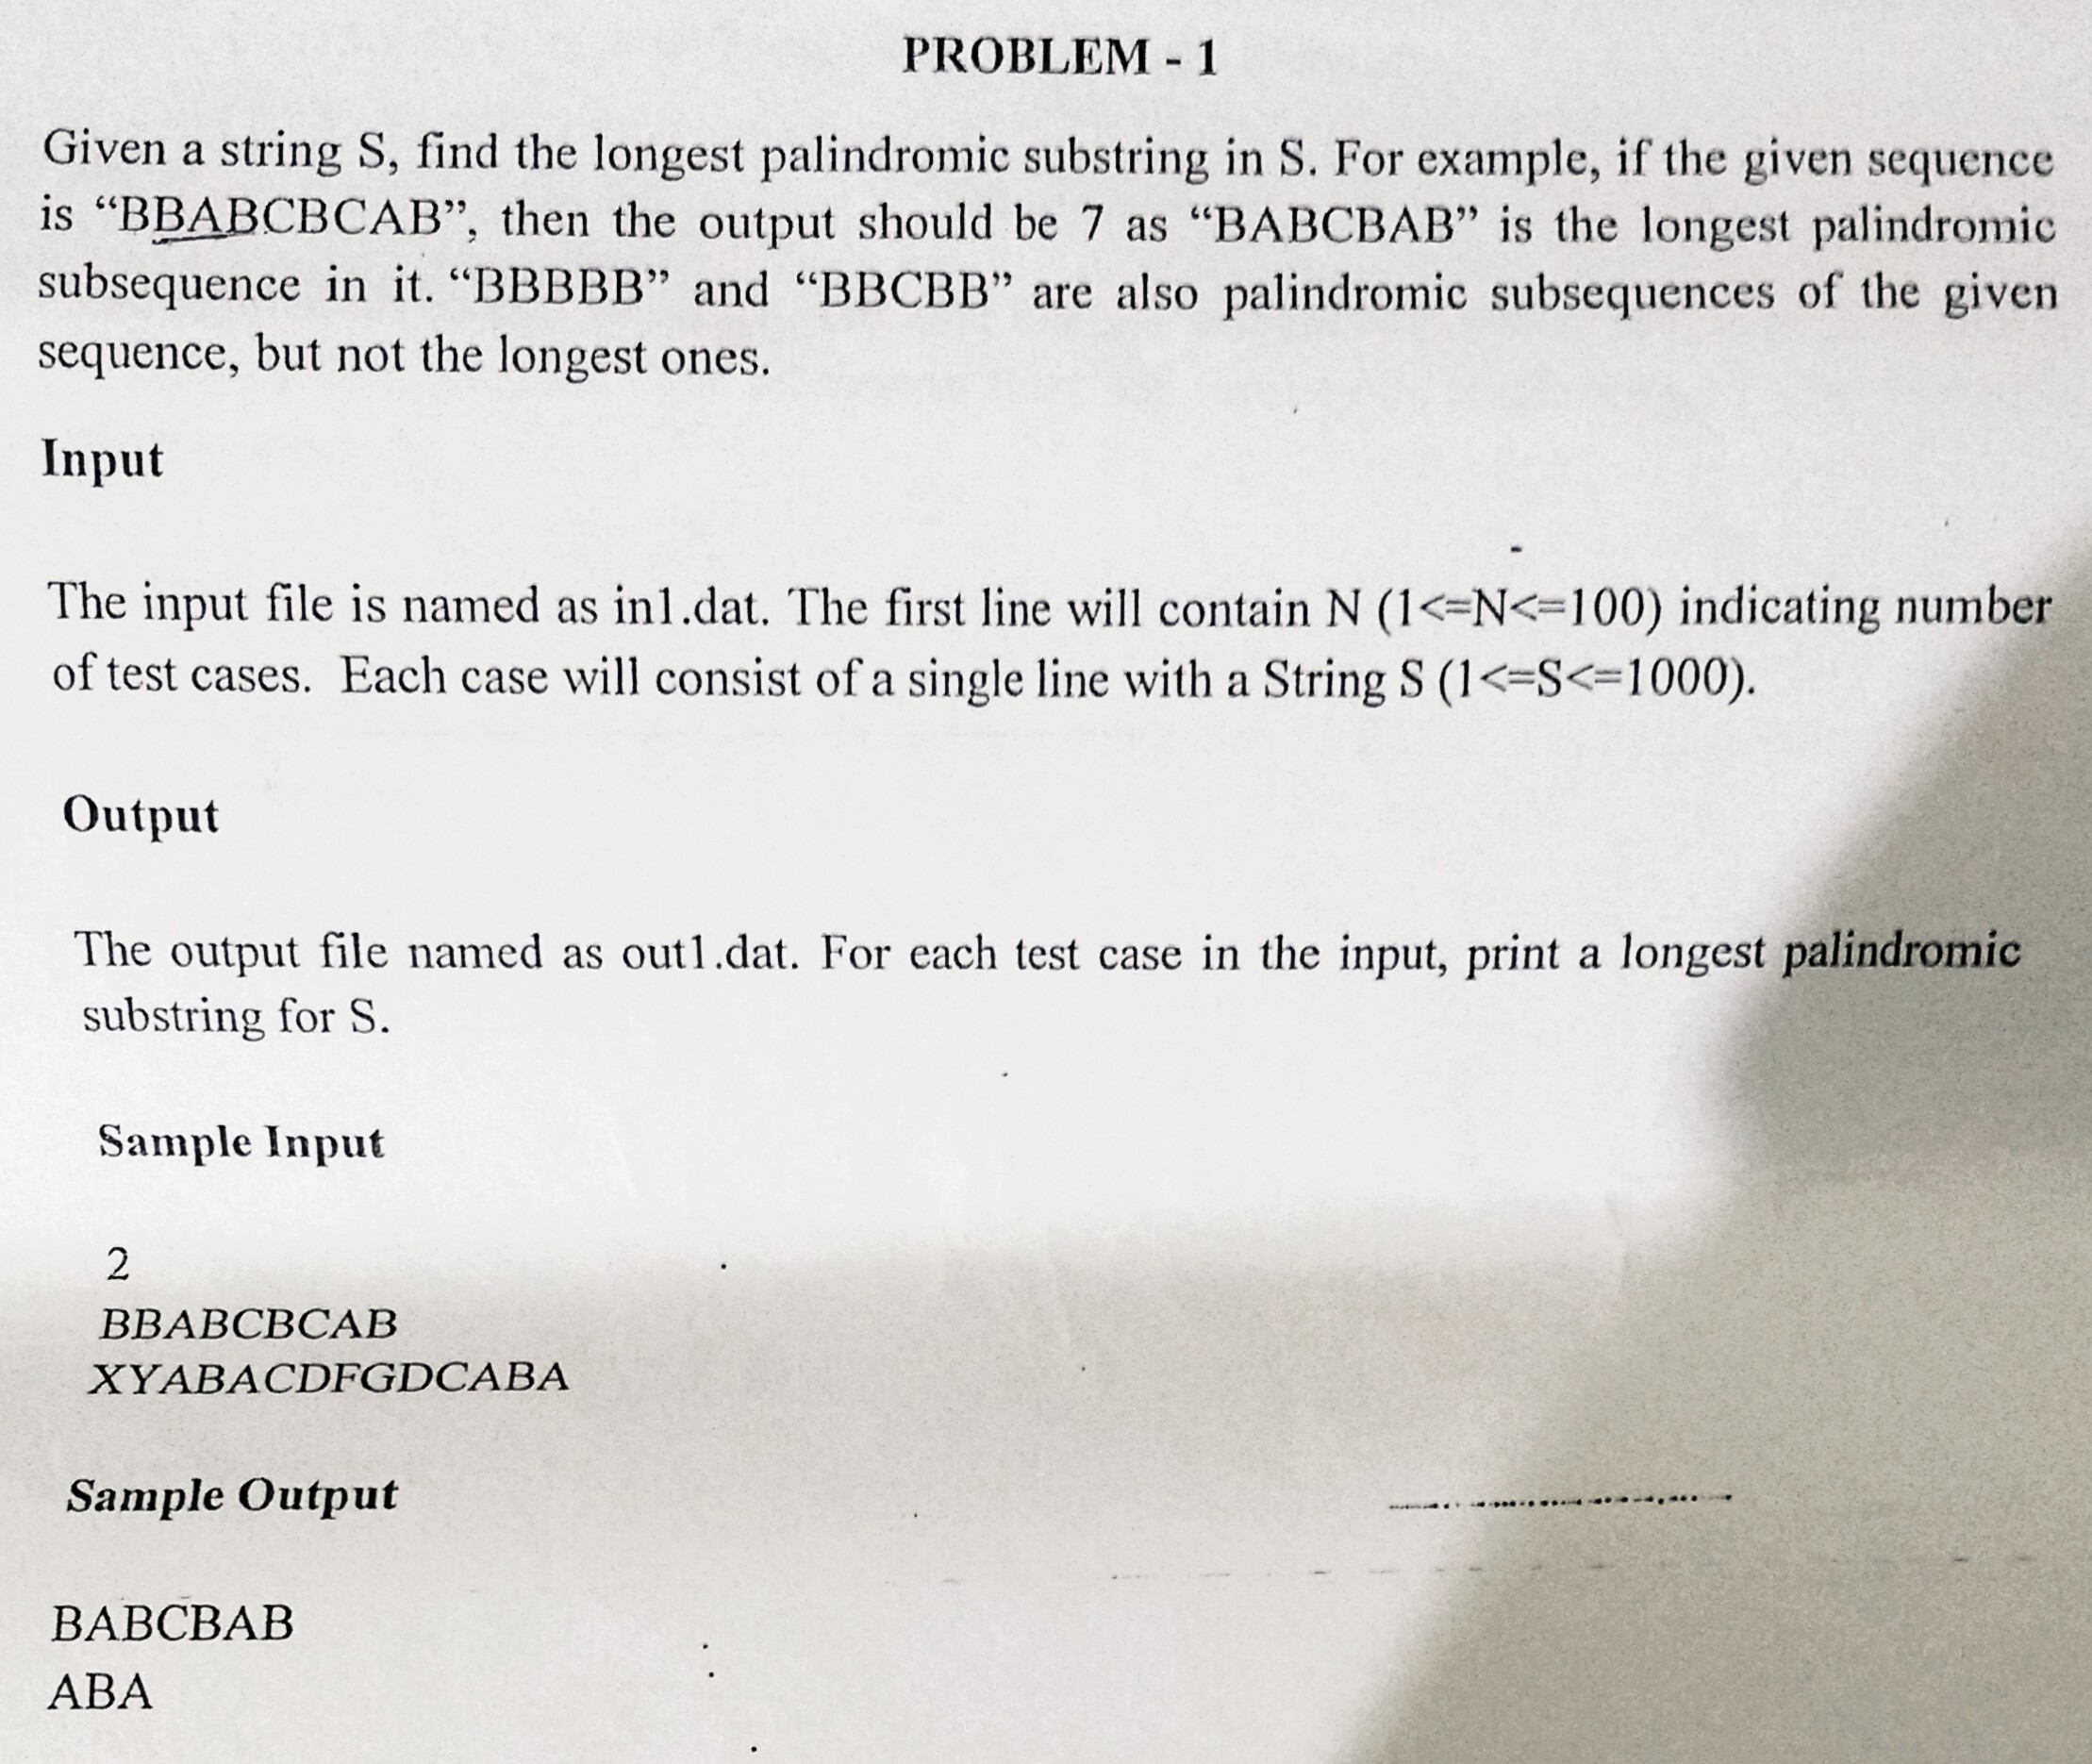 PROBLEM - 1
Given a string S, find the longest palindromic substring in S. For example, if the given sequence
is “BBABCBCAB”, then the output should be 7 as “BABCBAB” is the longest palindromic
subsequence in it. “BBBBB” and “BBCBB” are also palindromic subsequences of the given
sequence, but not the longest ones.
Input
The input file is named as in1.dat. The first line will contain N (1<=N<=100) indicating number
of test cases. Each case will consist of a single line with a String S (1<=S<=1000).
Output
The output file named as out1.dat. For each test case in the input, print a longest palindromic
substring for S.
Sample Input
2
BBABCBCAB
XYABACDFGDCABA
Sample Output
BABCBAB
ABA